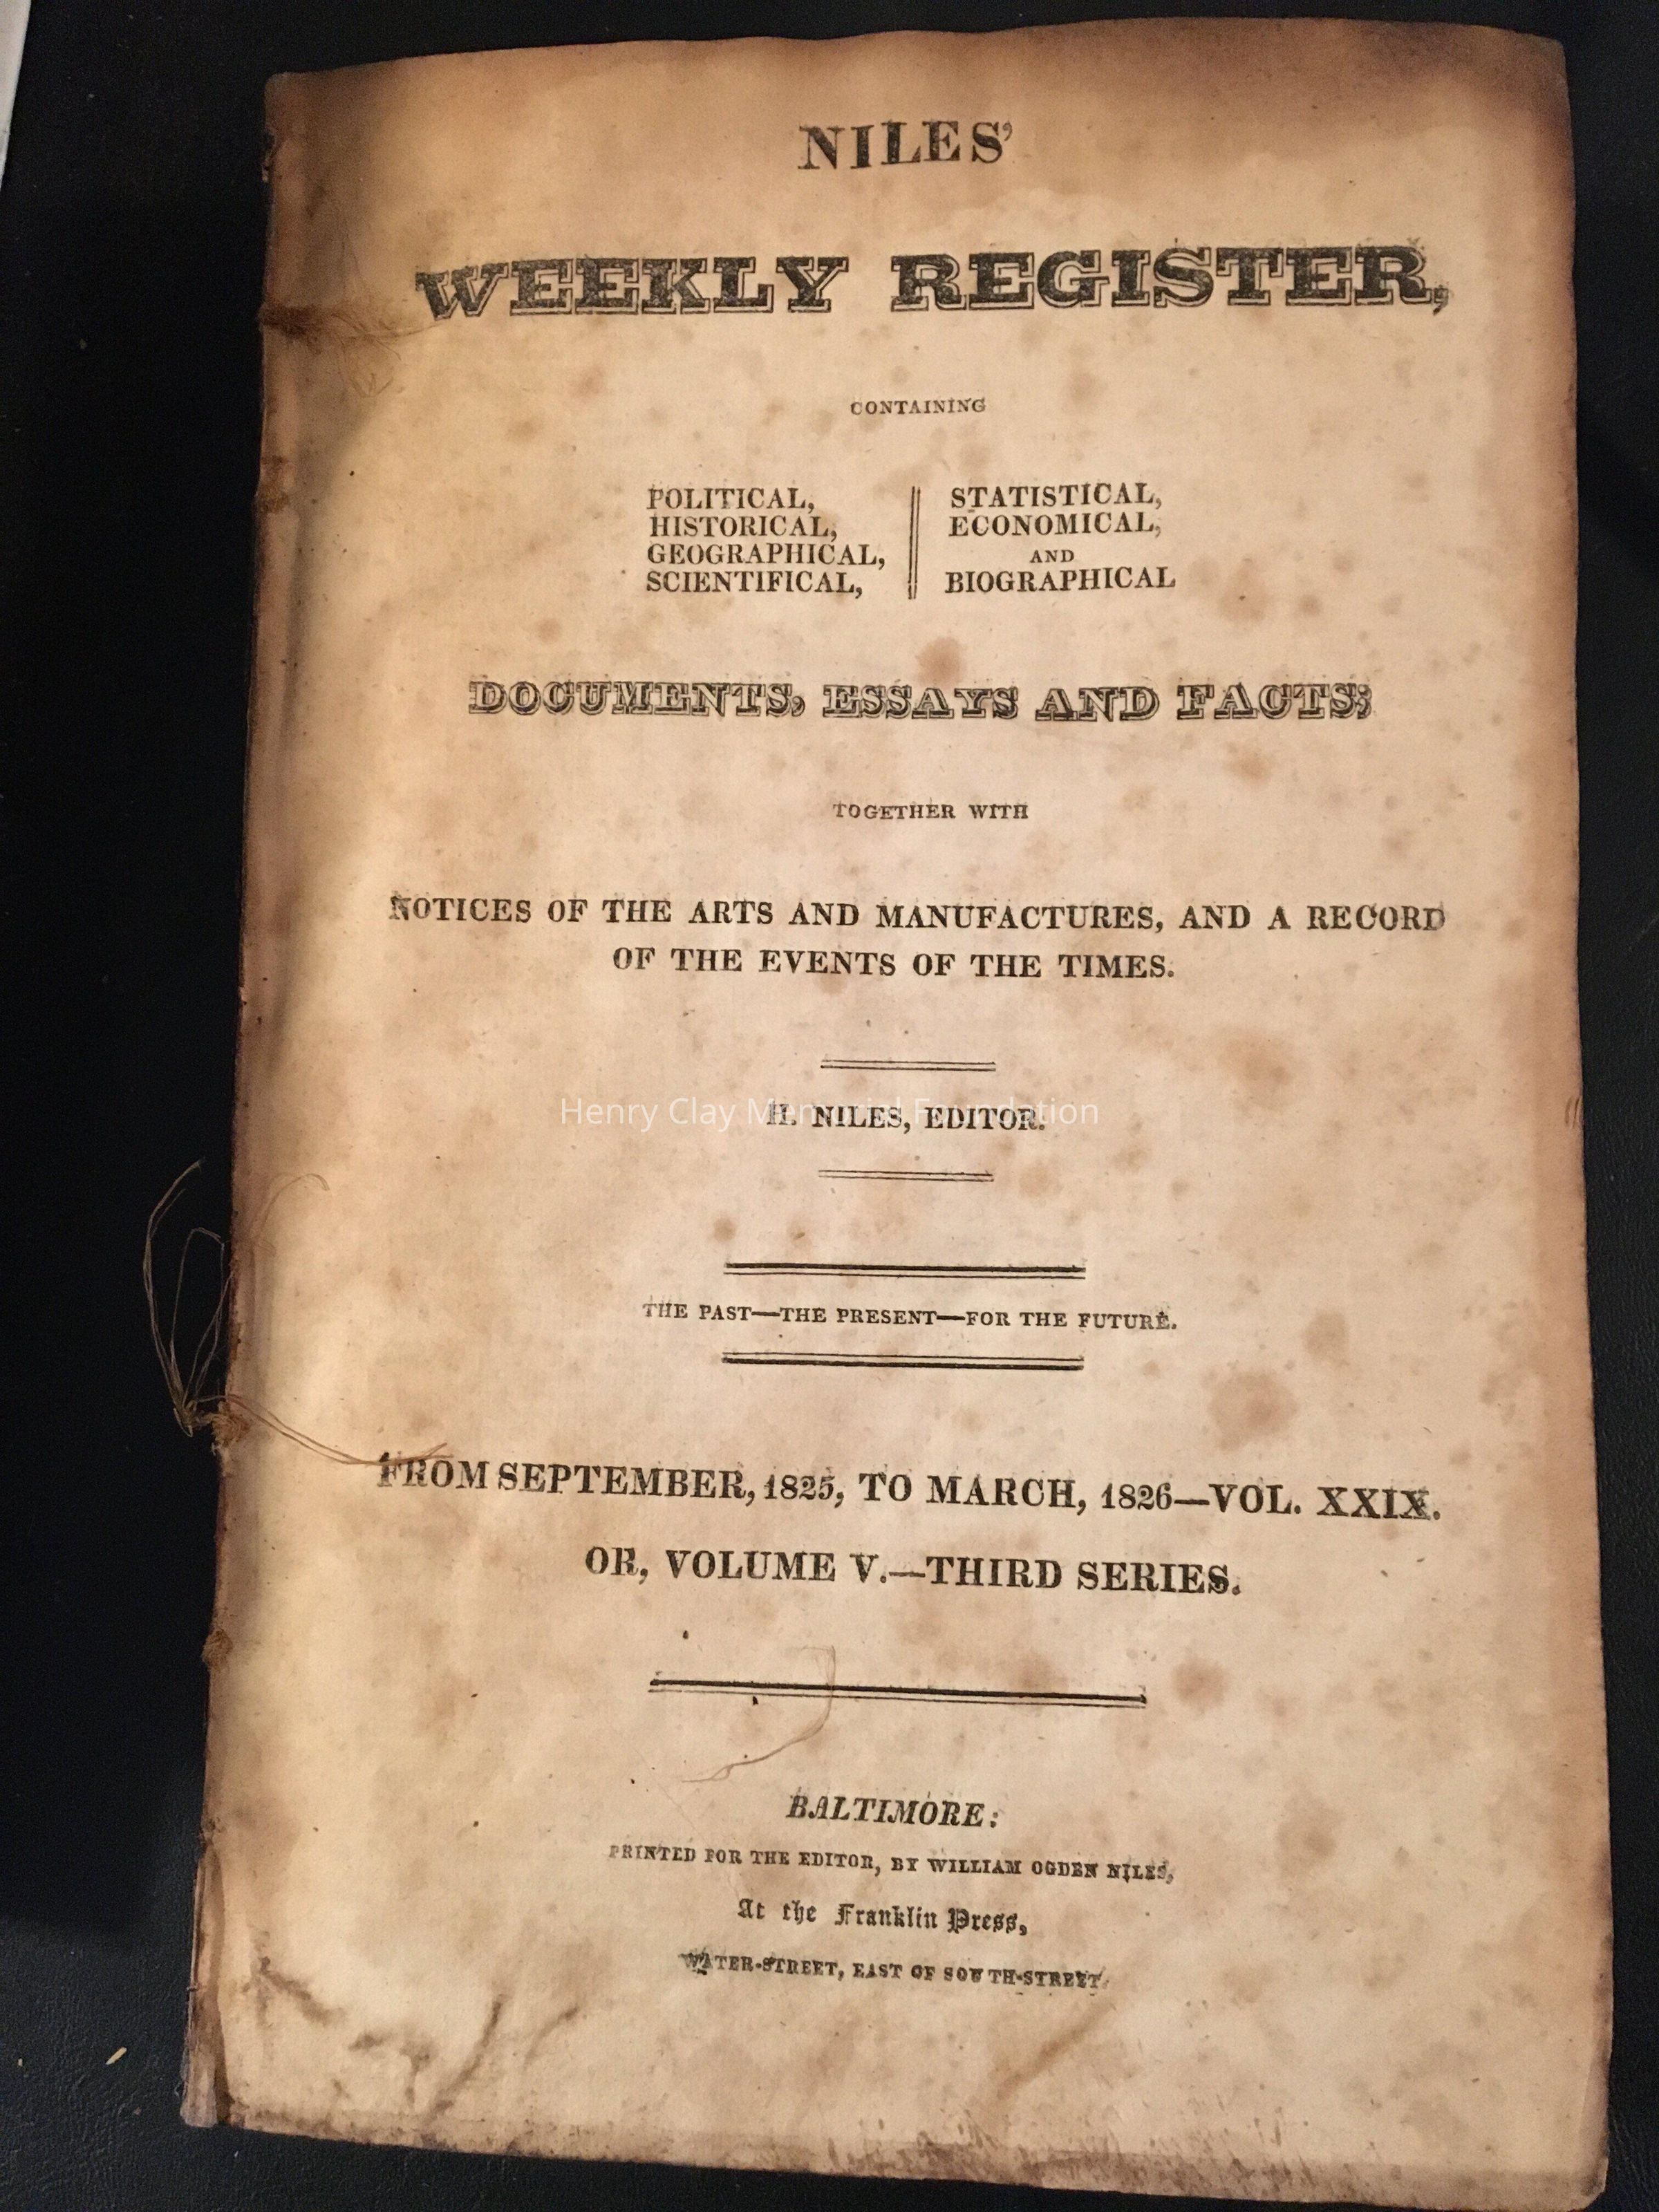 NILES'
WEEKLY REGISTER,
CONTAINING
POLITICAL,
HISTORICAL,
GEOGRAPHICAL,
SCIENTIFICAL,
STATISTICAL,
ECONOMICAL,
AND
BIOGRAPHICAL
DOCUMENTS, ESSAYS AND FACTS;
TOGETHER WITH
NOTICES OF THE ARTS AND MANUFACTURES, AND A RECORD
OF THE EVENTS OF THE TIMES.
H. NILES, EDITOR.
Henry Clay Memorial Foundation
THE PAST—THE PRESENT—FOR THE FUTURE.
FROM SEPTEMBER, 1825, TO MARCH, 1826—VOL. XXIX.
OR, VOLUME V.—THIRD SERIES.
BALTIMORE:
PRINTED FOR THE EDITOR, BY WILLIAM OGDEN NILES,
At the Franklin Press,
WATER-STREET, EAST OF SOUTH-STREET.